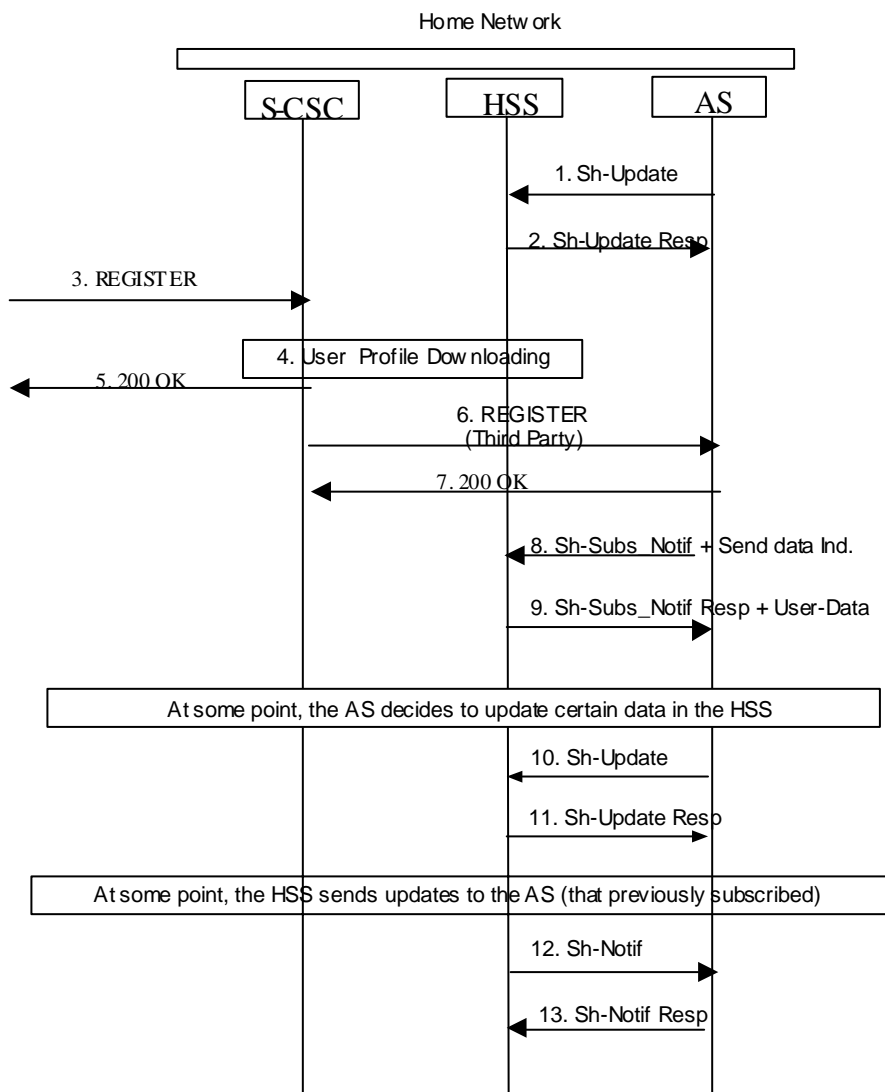 Home Network
S-CSC HSS AS
1. Sh-Update
2. Sh-Update Resp
3. REGISTER
4. User Profile Downloading
5. 200 OK
6. REGISTER
(Third Party)
7. 200 OK
8. Sh-Subs_Notif + Send data Ind.
9. Sh-Subs_Notif Resp + User-Data
At some point, the AS decides to update certain data in the HSS
10. Sh-Update
11. Sh-Update Resp
At some point, the HSS sends updates to the AS (that previously subscribed)
12. Sh-Notif
13. Sh-Notif Resp